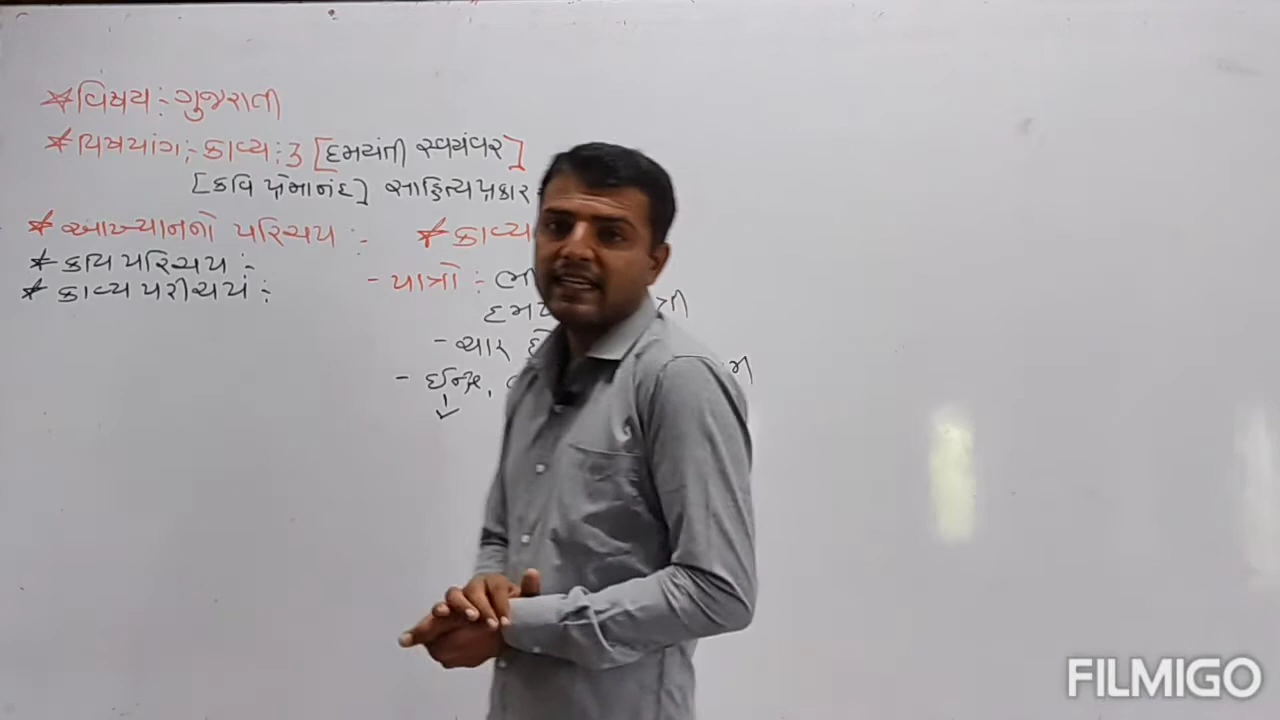 * વિષય :- ગુજરાતી
* વિષયાંગ :- કાવ્ય : 3 [દમયંતી સ્વયંવર]
[કવિ પ્રેમાનંદ] સાહિત્યપ્રકાર
* આખ્યાનનો પરિચય :- * કાવ્ય
* કવિ પરિચય :-
* કાવ્ય પરીચય :- - પાત્રો :-
- ચાર
- ઈન્દ્ર,
FILMIGO